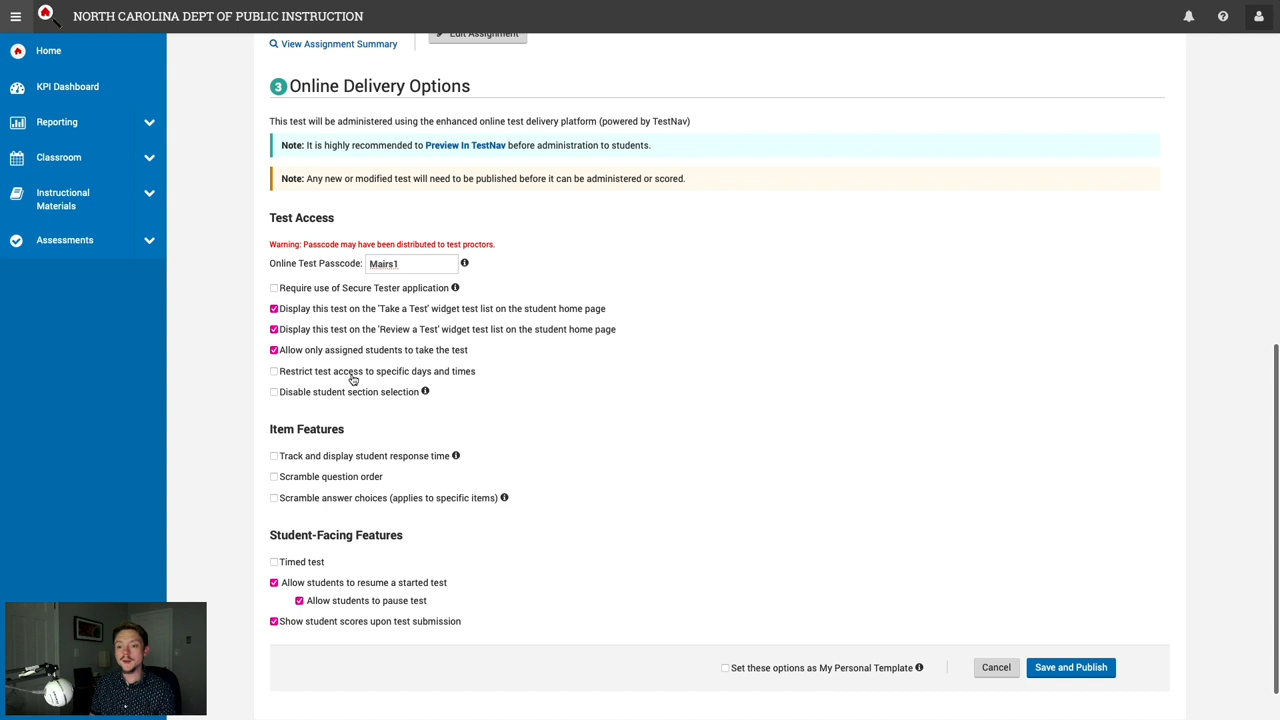 NORTH CAROLINA DEPT OF PUBLIC INSTRUCTION
Home
KPI Dashboard
Reporting
Classroom
Instructional
Materials
Assessments
View Assignment Summary
Edit Assignment
3 Online Delivery Options
This test will be administered using the enhanced online test delivery platform (powered by TestNav)
Note: It is highly recommended to Preview In TestNav before administration to students.
Note: Any new or modified test will need to be published before it can be administered or scored.
Test Access
Warning: Passcode may have been distributed to test proctors.
Online Test Passcode: Mairs1
Require use of Secure Tester application
Display this test on the 'Take a Test' widget test list on the student home page
Display this test on the 'Review a Test' widget test list on the student home page
Allow only assigned students to take the test
Restrict test access to specific days and times
Disable student section selection
Item Features
Track and display student response time
Scramble question order
Scramble answer choices (applies to specific items)
Student-Facing Features
Timed test
Allow students to resume a started test
Allow students to pause test
Show student scores upon test submission
Set these options as My Personal Template
Cancel
Save and Publish